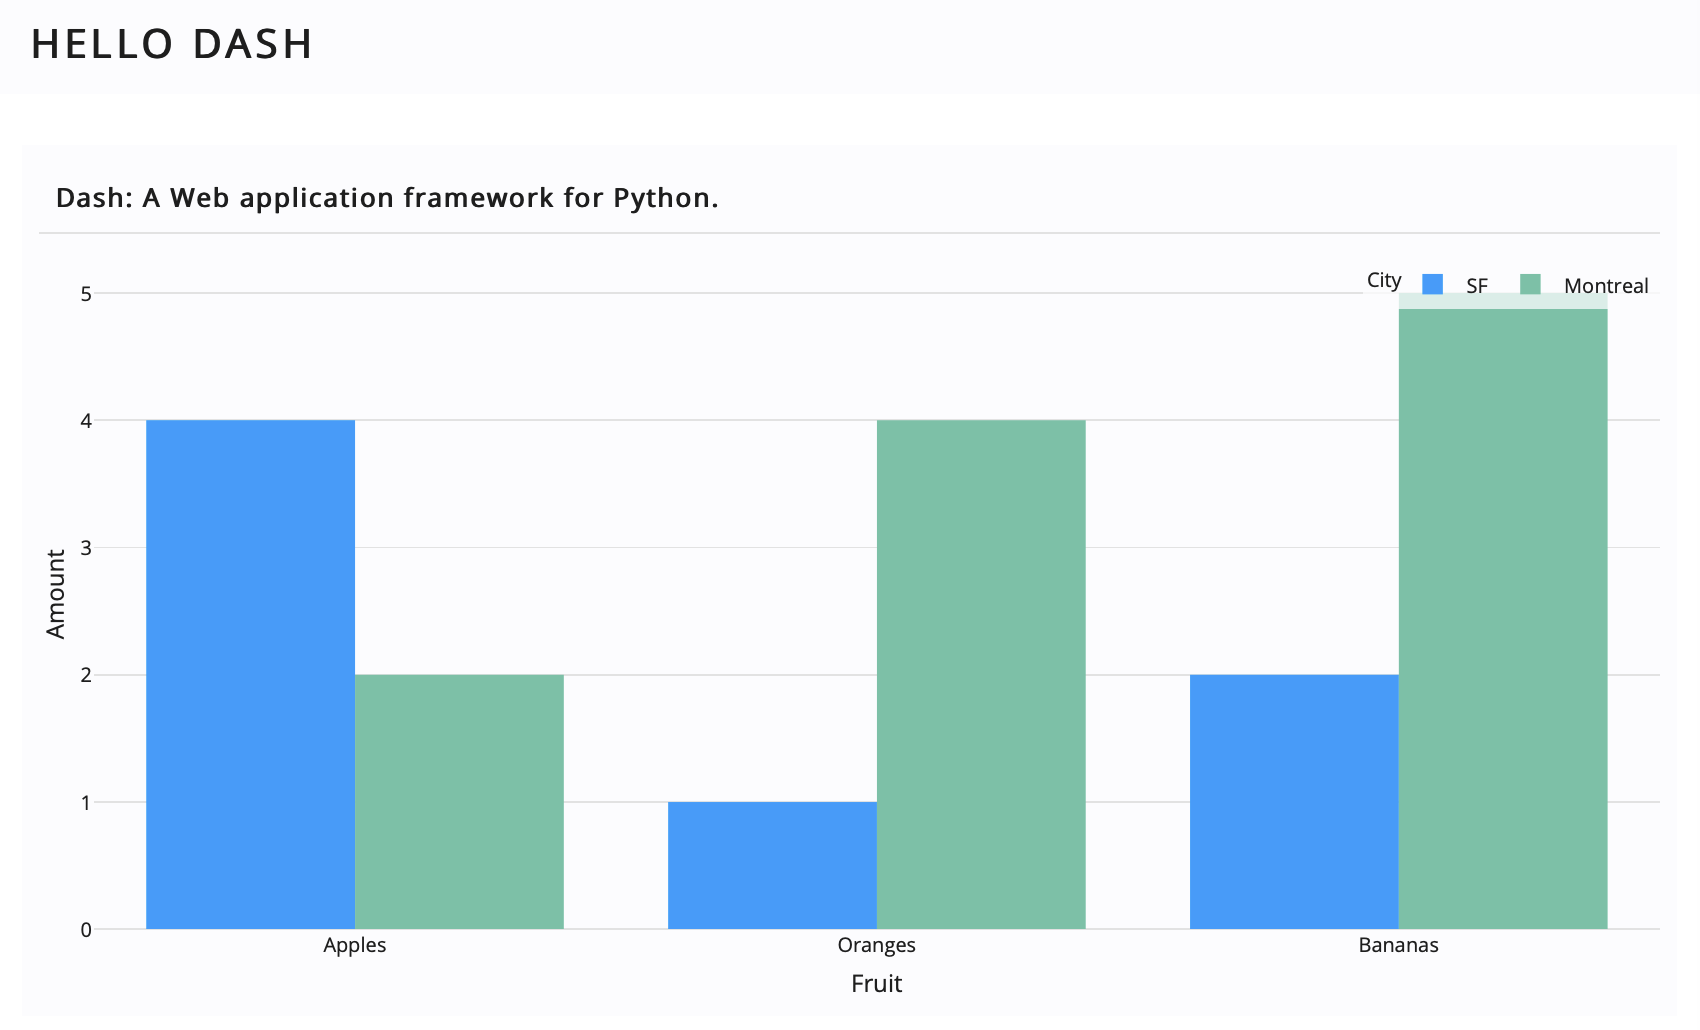 HELLO DASH
Dash: A Web application framework for Python.
City SF Montreal
5
4
3
2
1
0
Amount
Apples Oranges Bananas
Fruit